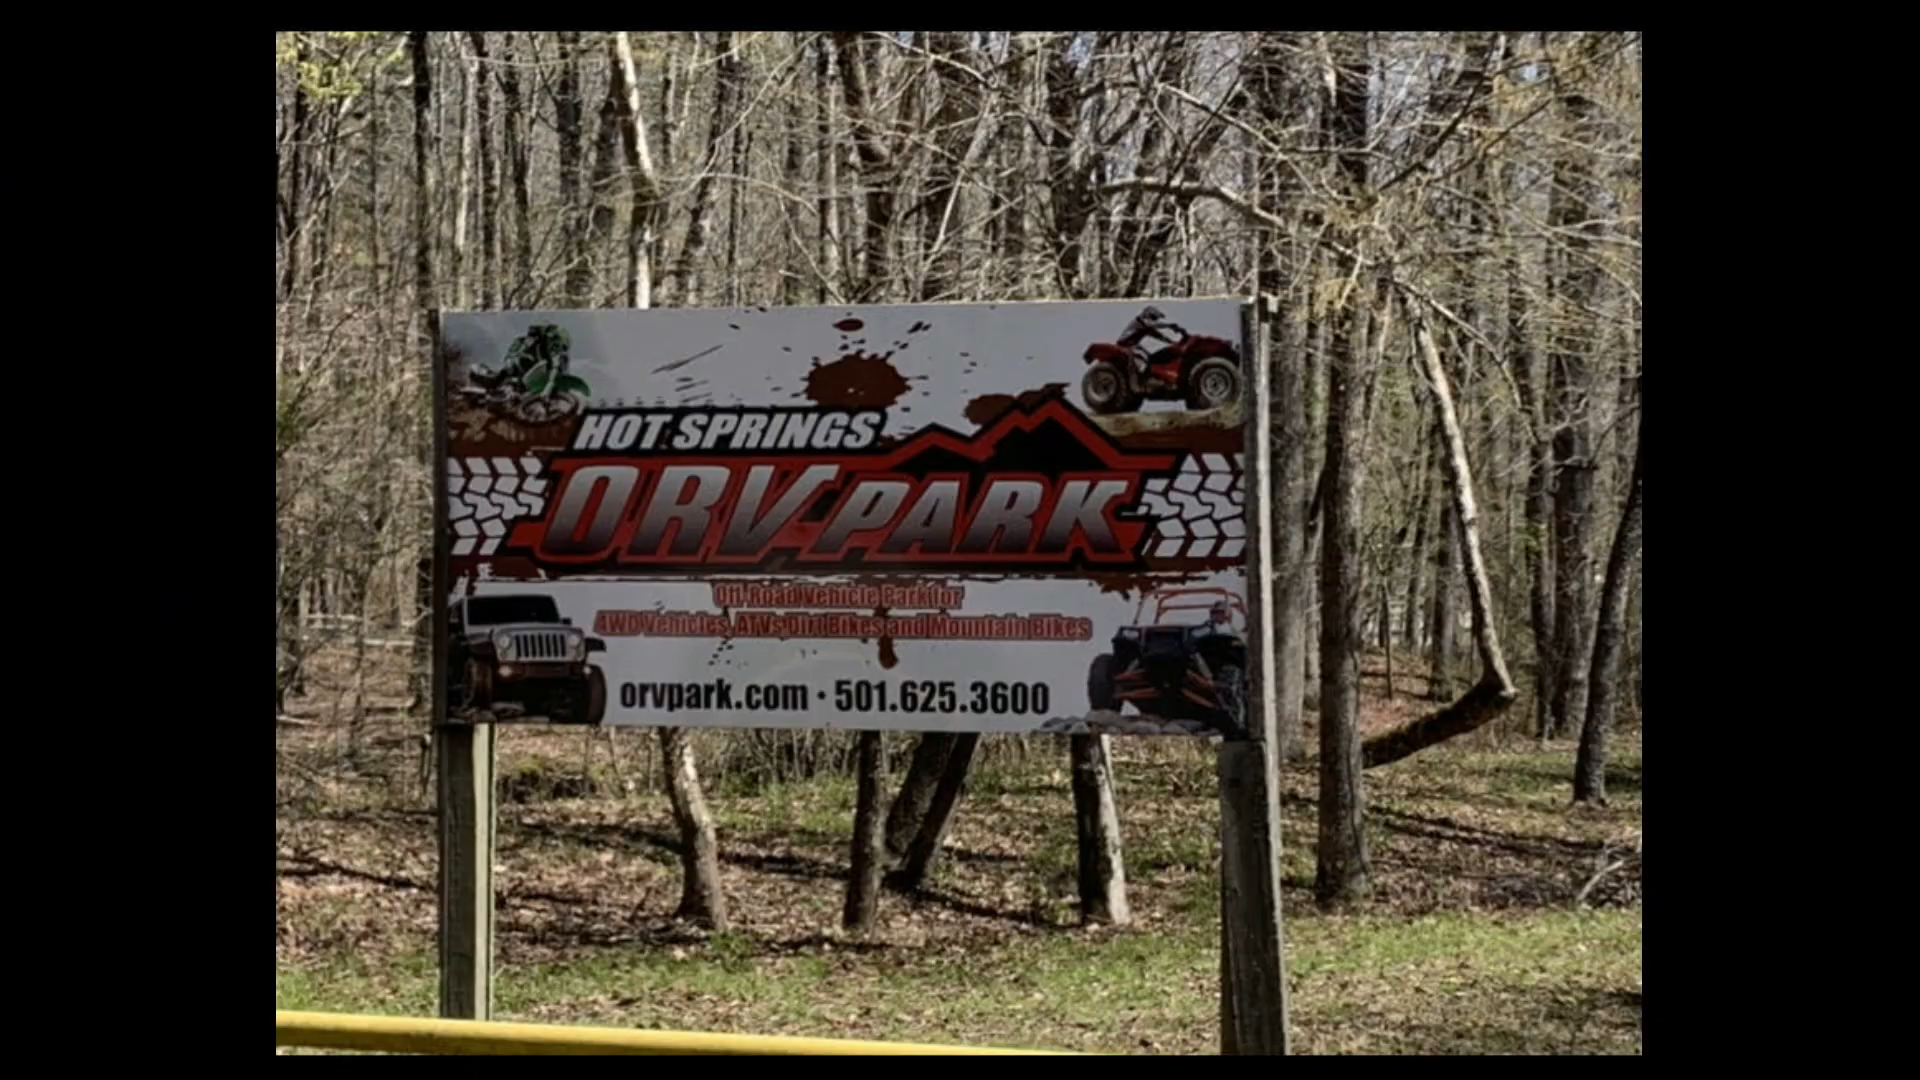 HOT SPRINGS
ORV PARK
Off Road Vehicle Park for
4WD Vehicles, ATVs Dirt Bikes and Mountain Bikes
orvpark.com • 501.625.3600